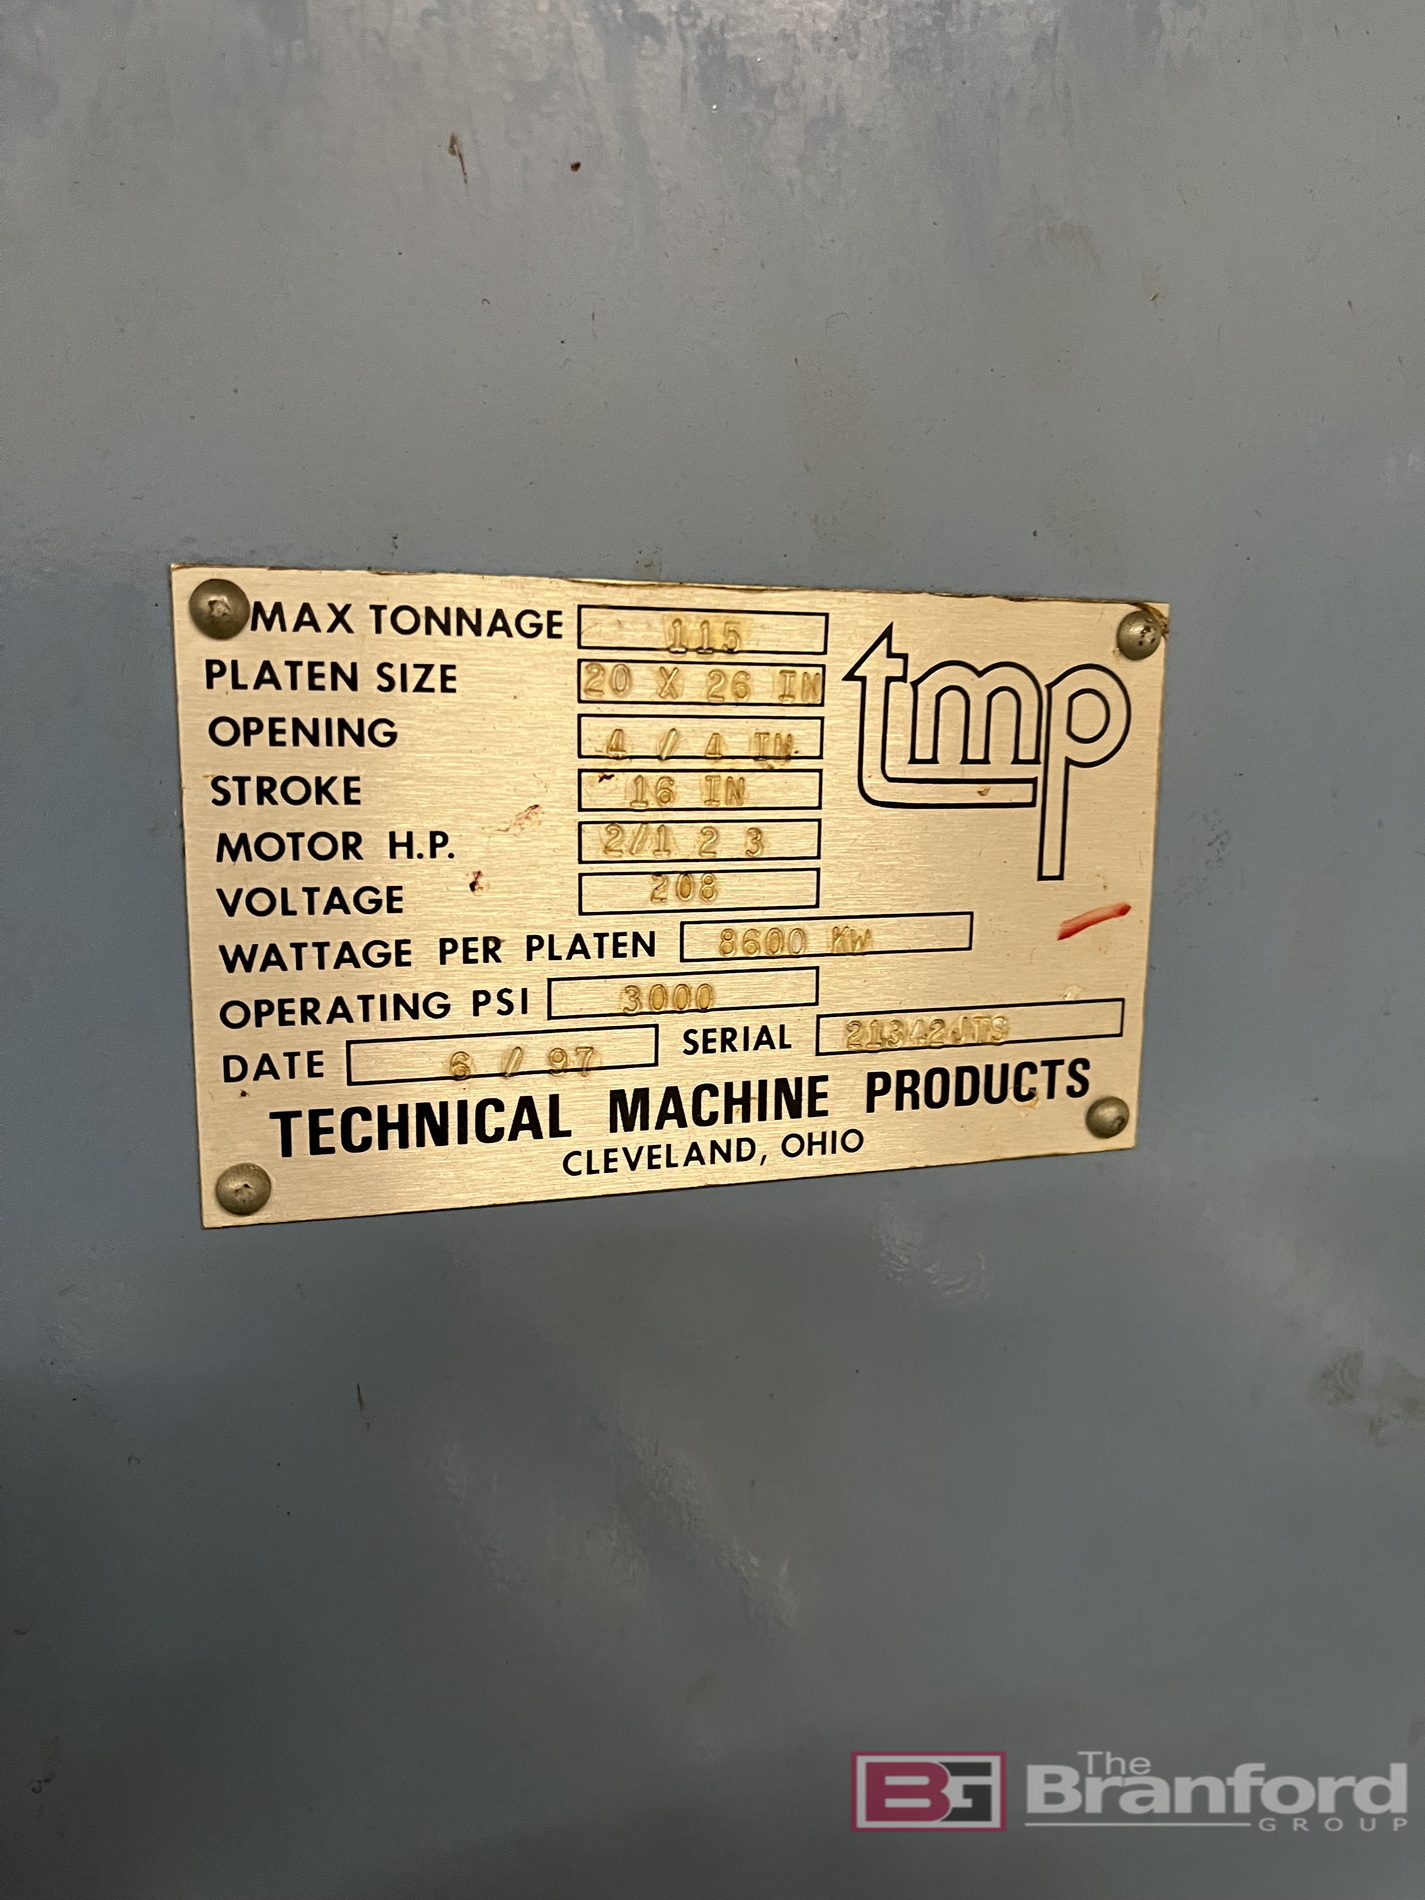 MAX TONNAGE 115
PLATEN SIZE 20 X 26 IN
OPENING 4 / 4 IN
STROKE 16 IN
MOTOR H.P. 2/1 2 3
VOLTAGE 208
WATTAGE PER PLATEN 8600 KW
OPERATING PSI 3000
DATE 6 / 97 SERIAL 21342JTS
TECHNICAL MACHINE PRODUCTS
CLEVELAND, OHIO
tmp
BG The Branford
GROUP